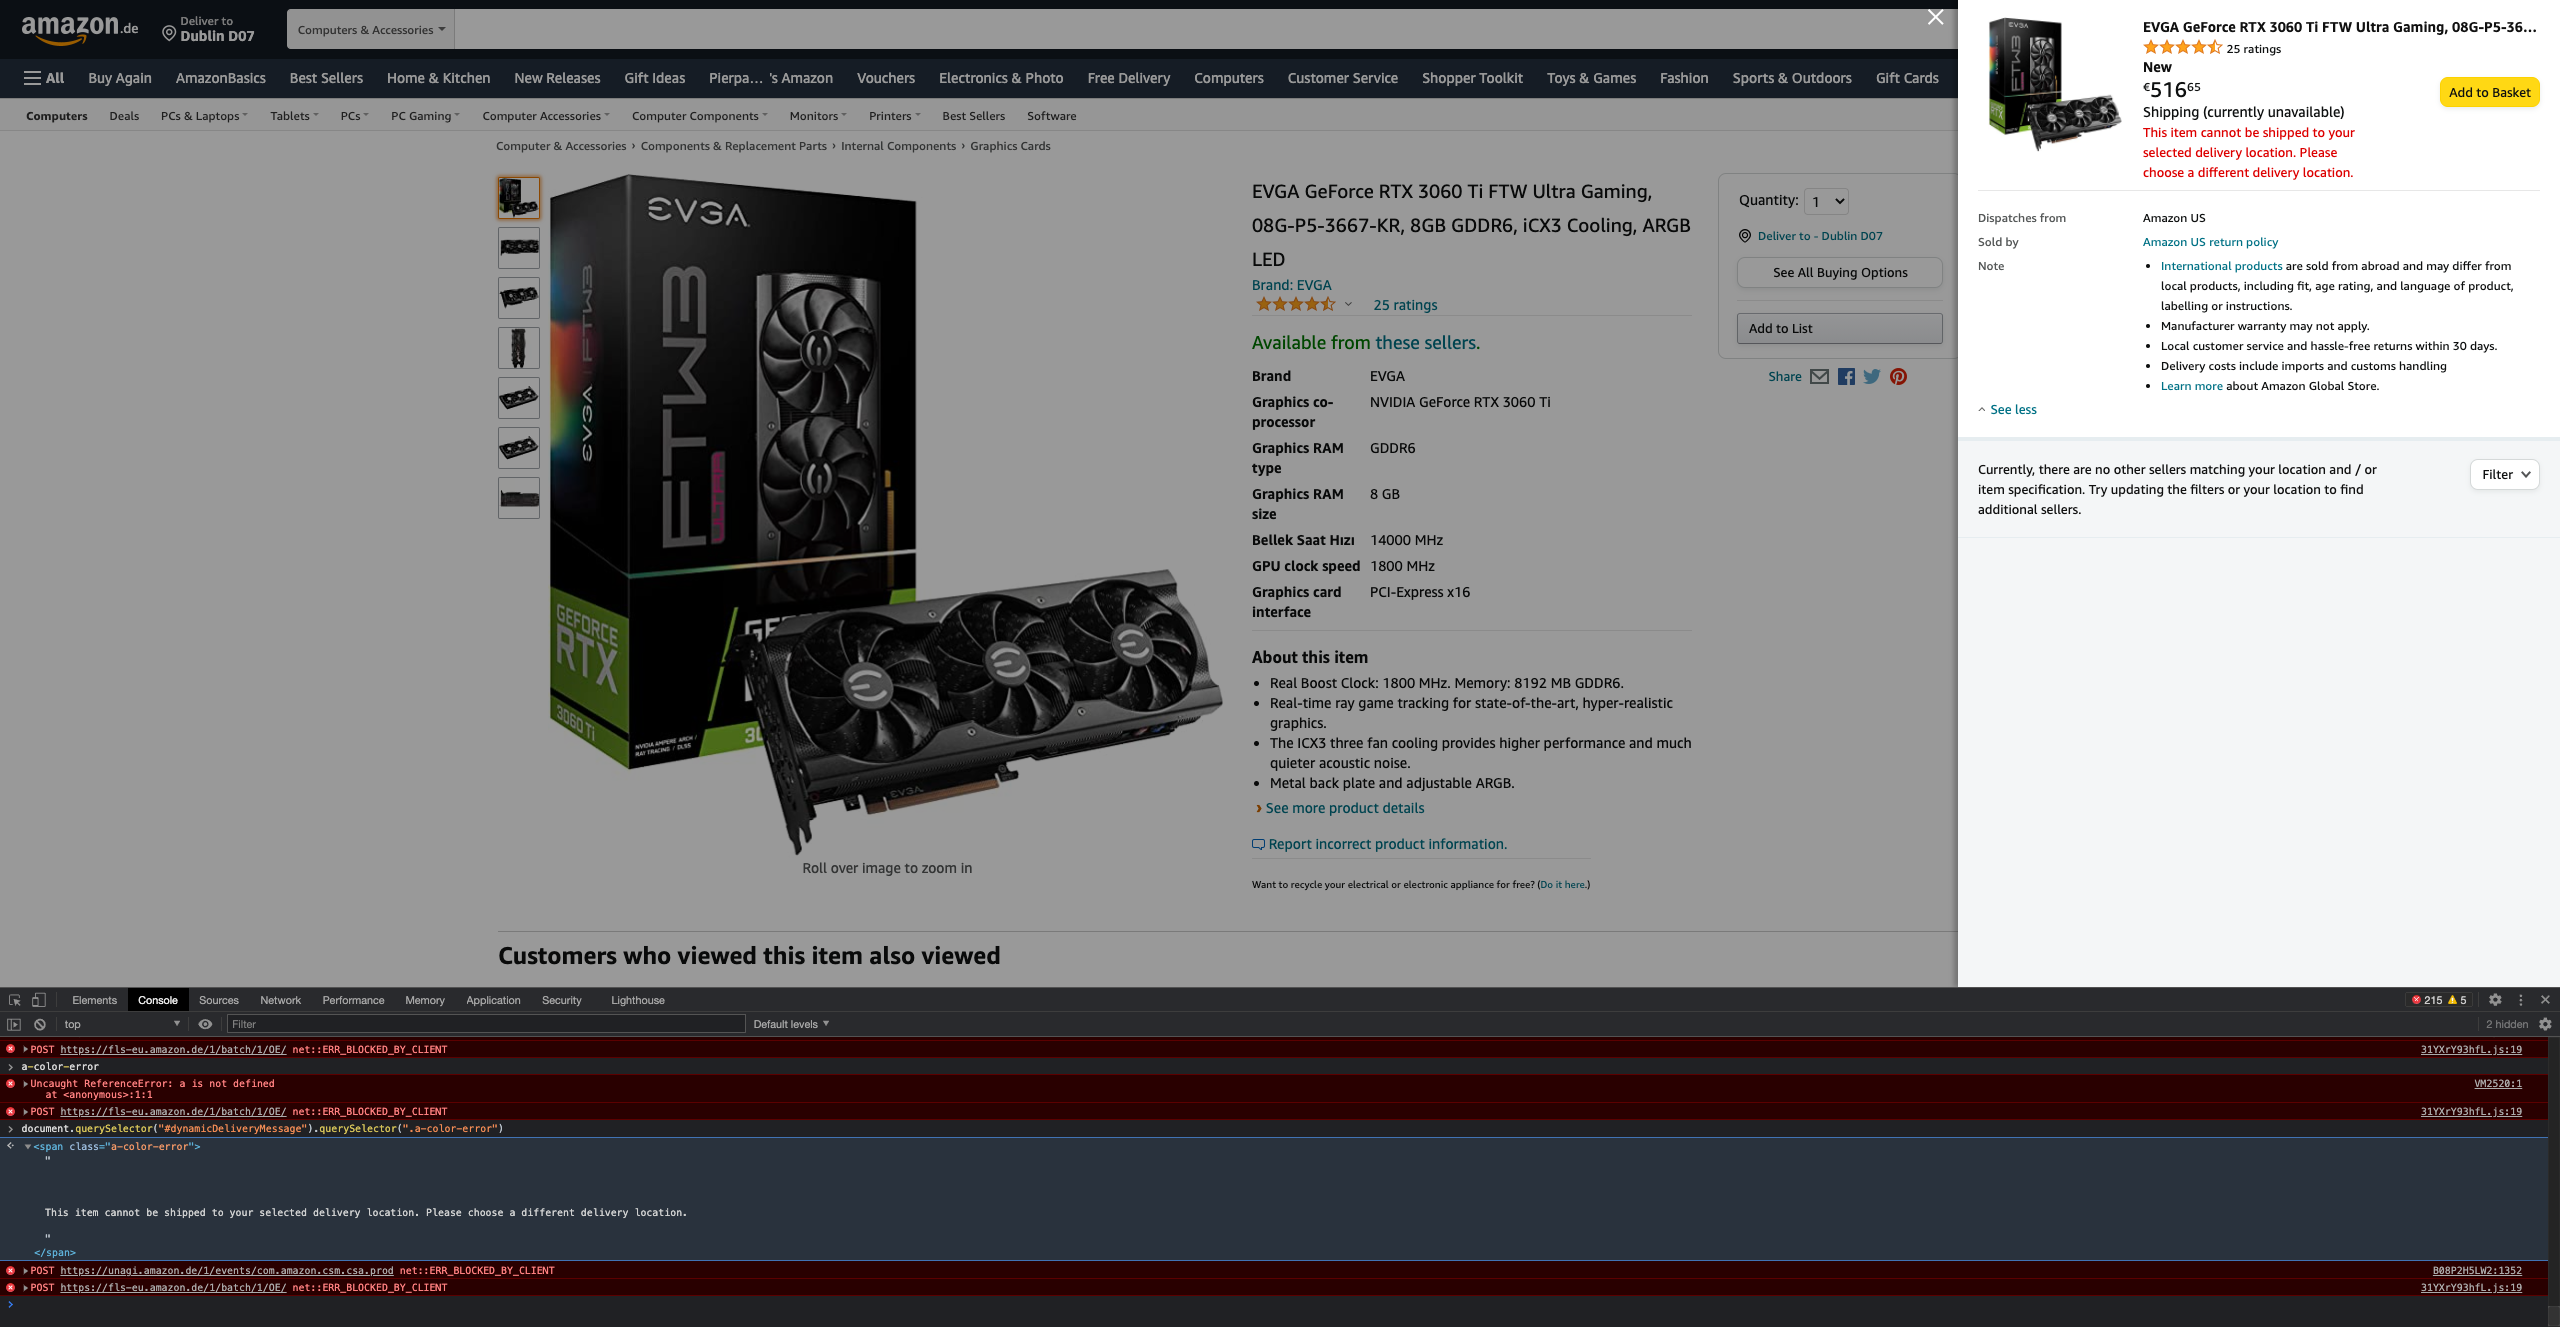 amazon.de
Deliver to
Dublin D07
Computers & Accessories
All
Buy Again
AmazonBasics
Best Sellers
Home & Kitchen
New Releases
Gift Ideas
Pierpa... 's Amazon
Vouchers
Electronics & Photo
Free Delivery
Computers
Customer Service
Shopper Toolkit
Toys & Games
Fashion
Sports & Outdoors
Gift Cards
Computers
Deals
PCs & Laptops
Tablets
PCs
PC Gaming
Computer Accessories
Computer Components
Monitors
Printers
Best Sellers
Software
Computer & Accessories › Components & Replacement Parts › Internal Components › Graphics Cards
EVGA
FTW3
ULTRA
EVGA FTW3
GEFORCE
RTX
3060 Ti
NVIDIA AMPERE ARCH /
RAY TRACING / DLSS
EVGA
Roll over image to zoom in
EVGA GeForce RTX 3060 Ti FTW Ultra Gaming,
08G-P5-3667-KR, 8GB GDDR6, iCX3 Cooling, ARGB
LED
Brand: EVGA
25 ratings
Available from these sellers.
Brand EVGA
Graphics co-
processor
NVIDIA GeForce RTX 3060 Ti
Graphics RAM
type
GDDR6
Graphics RAM
size
8 GB
Bellek Saat Hızı 14000 MHz
GPU clock speed 1800 MHz
Graphics card
interface
PCI-Express x16
About this item
• Real Boost Clock: 1800 MHz. Memory: 8192 MB GDDR6.
• Real-time ray game tracking for state-of-the-art, hyper-realistic
graphics.
• The ICX3 three fan cooling provides higher performance and much
quieter acoustic noise.
• Metal back plate and adjustable ARGB.
› See more product details
Report incorrect product information.
Want to recycle your electrical or electronic appliance for free? (Do it here.)
Quantity: 1
Deliver to - Dublin D07
See All Buying Options
Add to List
Share
Customers who viewed this item also viewed
EVGA GeForce RTX 3060 Ti FTW Ultra Gaming, 08G-P5-36...
25 ratings
New
€516 65
Add to Basket
Shipping (currently unavailable)
This item cannot be shipped to your
selected delivery location. Please
choose a different delivery location.
Dispatches from Amazon US
Sold by Amazon US return policy
Note
• International products are sold from abroad and may differ from
local products, including fit, age rating, and language of product,
labelling or instructions.
• Manufacturer warranty may not apply.
• Local customer service and hassle-free returns within 30 days.
• Delivery costs include imports and customs handling
• Learn more about Amazon Global Store.
See less
Currently, there are no other sellers matching your location and / or
item specification. Try updating the filters or your location to find
additional sellers.
Filter
Elements
Console
Sources
Network
Performance
Memory
Application
Security
Lighthouse
215 5
top
Filter
Default levels
2 hidden
POST https://fls-eu.amazon.de/1/batch/1/OE/ net::ERR_BLOCKED_BY_CLIENT 31YXrY93hfL.js:19
> a-color-error
Uncaught ReferenceError: a is not defined VM2520:1
at <anonymous>:1:1
POST https://fls-eu.amazon.de/1/batch/1/OE/ net::ERR_BLOCKED_BY_CLIENT 31YXrY93hfL.js:19
> document.querySelector("#dynamicDeliveryMessage").querySelector(".a-color-error")
<span class="a-color-error">
"
This item cannot be shipped to your selected delivery location. Please choose a different delivery location.
"
</span>
POST https://unagi.amazon.de/1/events/com.amazon.csm.csa.prod net::ERR_BLOCKED_BY_CLIENT B08P2H5LW2:1352
POST https://fls-eu.amazon.de/1/batch/1/OE/ net::ERR_BLOCKED_BY_CLIENT 31YXrY93hfL.js:19
>